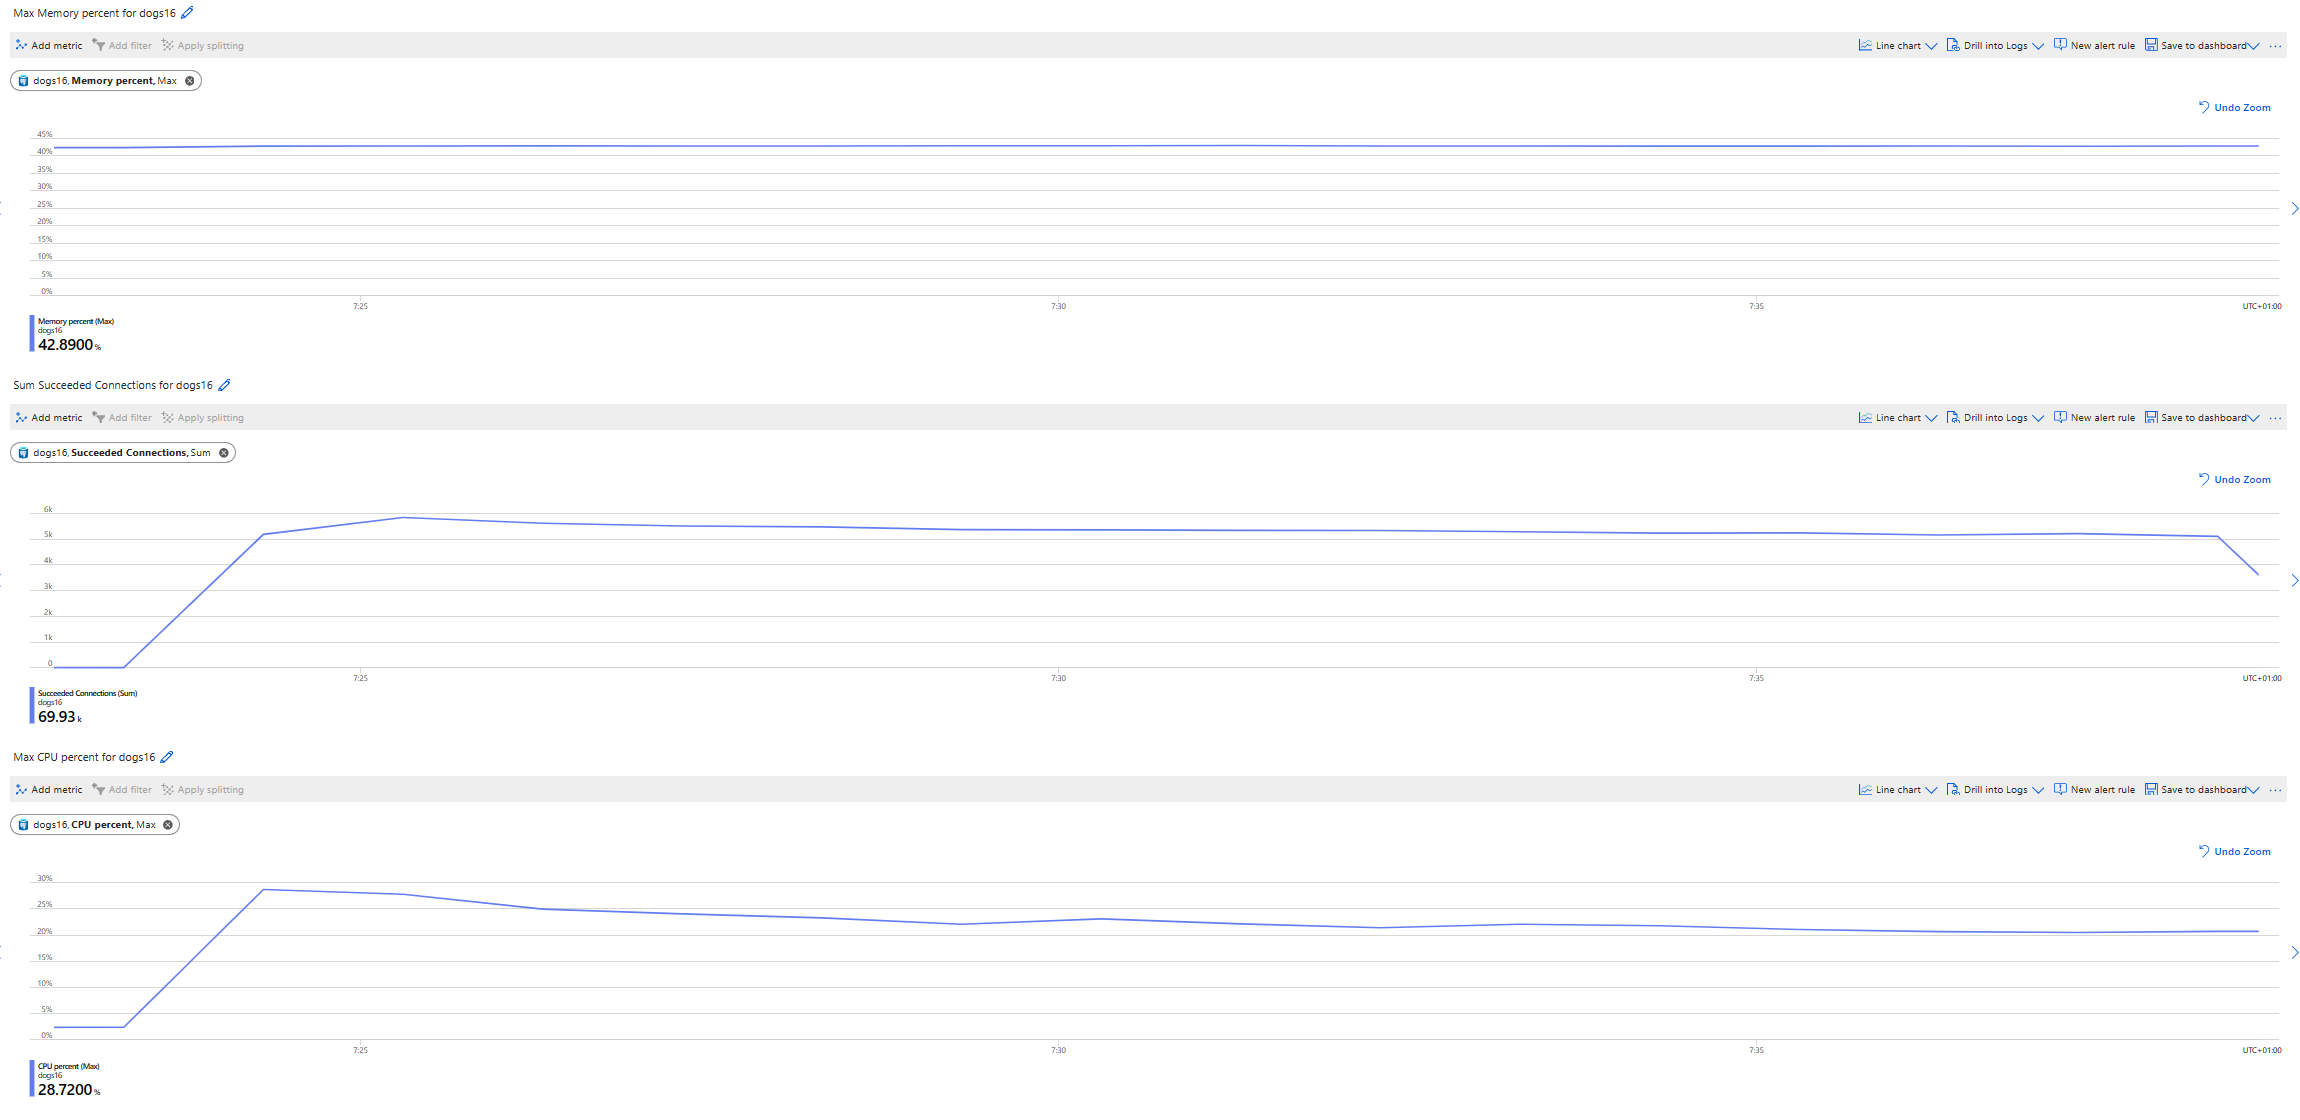 Max Memory percent for dogs16
Add metric Add filter Apply splitting Line chart Drill into Logs New alert rule Save to dashboard ...
dogs16, Memory percent, Max
Undo Zoom
45%
40%
35%
30%
25%
20%
15%
10%
5%
0%
7:25 7:30 7:35 UTC+01:00
Memory percent (Max)
dogs16
42.8900 %
Sum Succeeded Connections for dogs16
Add metric Add filter Apply splitting Line chart Drill into Logs New alert rule Save to dashboard ...
dogs16, Succeeded Connections, Sum
Undo Zoom
6k
5k
4k
3k
2k
1k
0
7:25 7:30 7:35 UTC+01:00
Succeeded Connections (Sum)
dogs16
69.93 k
Max CPU percent for dogs16
Add metric Add filter Apply splitting Line chart Drill into Logs New alert rule Save to dashboard ...
dogs16, CPU percent, Max
Undo Zoom
30%
25%
20%
15%
10%
5%
0%
7:25 7:30 7:35 UTC+01:00
CPU percent (Max)
dogs16
28.7200 %